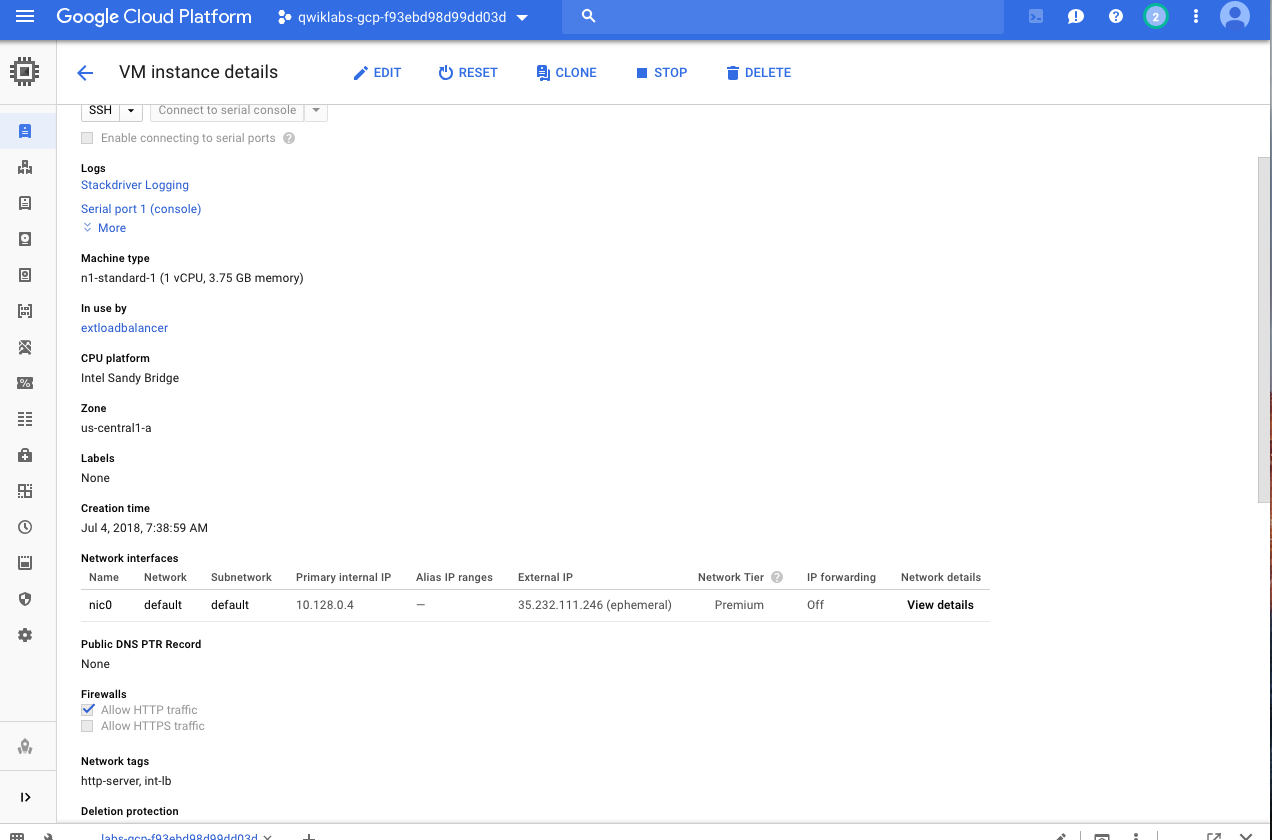 Google Cloud Platform qwiklabs-gcp-f93ebd98d99dd03d 2
VM instance details EDIT RESET CLONE STOP DELETE
SSH Connect to serial console
Enable connecting to serial ports
Logs
Stackdriver Logging
Serial port 1 (console)
More
Machine type
n1-standard-1 (1 vCPU, 3.75 GB memory)
In use by
extloadbalancer
CPU platform
Intel Sandy Bridge
Zone
us-central1-a
Labels
None
Creation time
Jul 4, 2018, 7:38:59 AM
Network interfaces
Name Network Subnetwork Primary internal IP Alias IP ranges External IP Network Tier IP forwarding Network details
nic0 default default 10.128.0.4 — 35.232.111.246 (ephemeral) Premium Off View details
Public DNS PTR Record
None
Firewalls
Allow HTTP traffic
Allow HTTPS traffic
Network tags
http-server, int-lb
Deletion protection
labs-gcp-f93ebd98d99dd03d